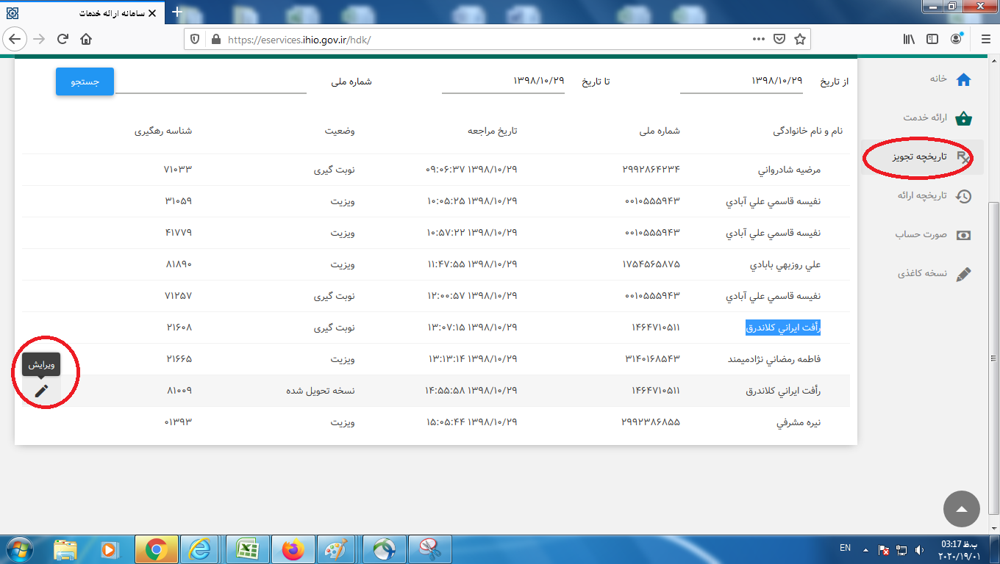 سامانه ارائه خدمات
https://eservices.ihio.gov.ir/hdk/
از تاریخ ۱۳۹۸/۱۰/۲۹ تا تاریخ ۱۳۹۸/۱۰/۲۹ شماره ملی جستجو
نام و نام خانوادگی شماره ملی تاریخ مراجعه وضعیت شناسه رهگیری
مرضيه شادرواني ۲۹۹۲۸۶۴۲۳۴ ۱۳۹۸/۱۰/۲۹ ۰۹:۰۶:۳۷ نوبت گیری ۷۱۰۳۳
نفيسه قاسمي علي آبادي ۰۰۱۰۵۵۵۹۴۳ ۱۳۹۸/۱۰/۲۹ ۱۰:۰۵:۲۵ ویزیت ۳۱۰۵۹
نفيسه قاسمي علي آبادي ۰۰۱۰۵۵۵۹۴۳ ۱۳۹۸/۱۰/۲۹ ۱۰:۵۷:۲۲ ویزیت ۴۱۷۷۹
علي روزبهي بابادي ۱۷۵۴۵۶۵۸۷۵ ۱۳۹۸/۱۰/۲۹ ۱۱:۴۷:۵۵ ویزیت ۸۱۸۹۰
نفيسه قاسمي علي آبادي ۰۰۱۰۵۵۵۹۴۳ ۱۳۹۸/۱۰/۲۹ ۱۲:۰۰:۵۷ نوبت گیری ۷۱۲۵۷
رأفت ايراني كلاندرق ۱۴۶۴۷۱۰۵۱۱ ۱۳۹۸/۱۰/۲۹ ۱۳:۰۷:۱۵ نوبت گیری ۲۱۶۰۸
فاطمه رمضاني نژادميمند ۳۱۴۰۱۶۸۵۴۳ ۱۳۹۸/۱۰/۲۹ ۱۳:۱۳:۱۴ ویزیت ۲۱۶۶۵
ویرایش
رأفت ايراني كلاندرق ۱۴۶۴۷۱۰۵۱۱ ۱۳۹۸/۱۰/۲۹ ۱۴:۵۵:۵۸ نسخه تحویل شده ۸۱۰۰۹
نيره مشرفي ۲۹۹۲۳۸۶۸۵۵ ۱۳۹۸/۱۰/۲۹ ۱۵:۰۵:۴۴ ویزیت ۰۱۳۹۳
خانه
ارائه خدمت
تاریخچه تجویز
تاریخچه ارائه
صورت حساب
نسخه کاغذی
EN
03:17 ب.ظ
۲۰۲۰/۱۹/۰۱